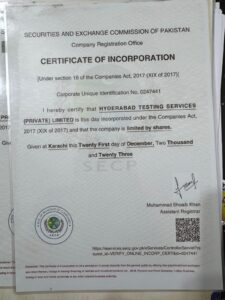 SECURITIES AND EXCHANGE COMMISSION OF PAKISTAN
Company Registration Office
CERTIFICATE OF INCORPORATION
[Under section 16 of the Companies Act, 2017 (XIX of 2017)]
Corporate Unique Identification No. 0247441
I hereby certify that HYDERABAD TESTING SERVICES
(PRIVATE) LIMITED is this day incorporated under the Companies Act,
2017 (XIX of 2017) and that the company is limited by shares.
Given at Karachi this Twenty First day of December, Two Thousand
and Twenty Three
SECP
Muhammad Shoaib Khan
Assistant Registrar